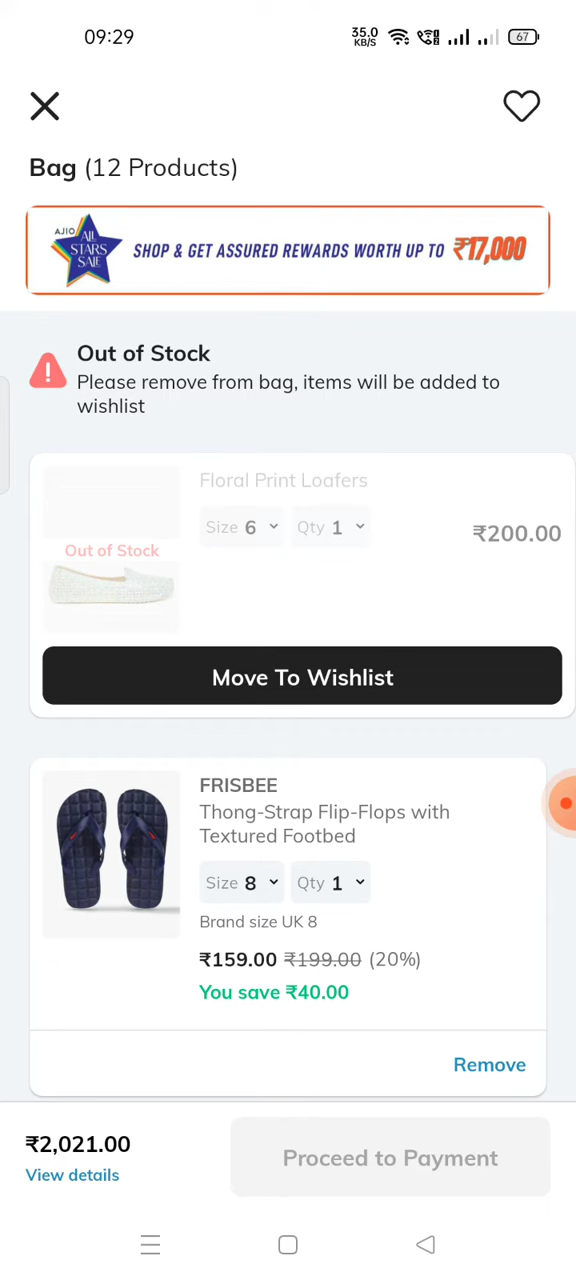 09:29
35.0
KB/S
67
Bag (12 Products)
AJIO
ALL
STARS
SALE
SHOP & GET ASSURED REWARDS WORTH UP TO ₹17,000
Out of Stock
Please remove from bag, items will be added to
wishlist
Floral Print Loafers
Size 6 Qty 1
₹200.00
Out of Stock
Move To Wishlist
FRISBEE
Thong-Strap Flip-Flops with
Textured Footbed
Size 8 Qty 1
Brand size UK 8
₹159.00 ₹199.00 (20%)
You save ₹40.00
Remove
₹2,021.00
View details
Proceed to Payment